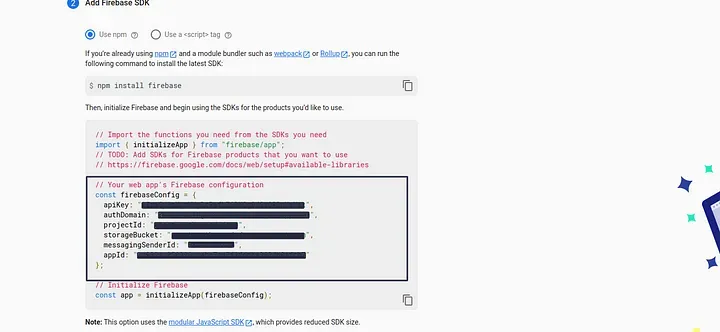 2 Add Firebase SDK
Use npm Use a <script> tag
If you're already using npm and a module bundler such as webpack or Rollup, you can run the
following command to install the latest SDK:
$ npm install firebase
Then, initialize Firebase and begin using the SDKs for the products you'd like to use.
// Import the functions you need from the SDKs you need
import { initializeApp } from "firebase/app";
// TODO: Add SDKs for Firebase products that you want to use
// https://firebase.google.com/docs/web/setup#available-libraries
// Your web app's Firebase configuration
const firebaseConfig = {
apiKey: "",
authDomain: "",
projectId: "",
storageBucket: "",
messagingSenderId: "",
appId: "
};
// Initialize Firebase
const app = initializeApp(firebaseConfig);
Note: This option uses the modular JavaScript SDK, which provides reduced SDK size.